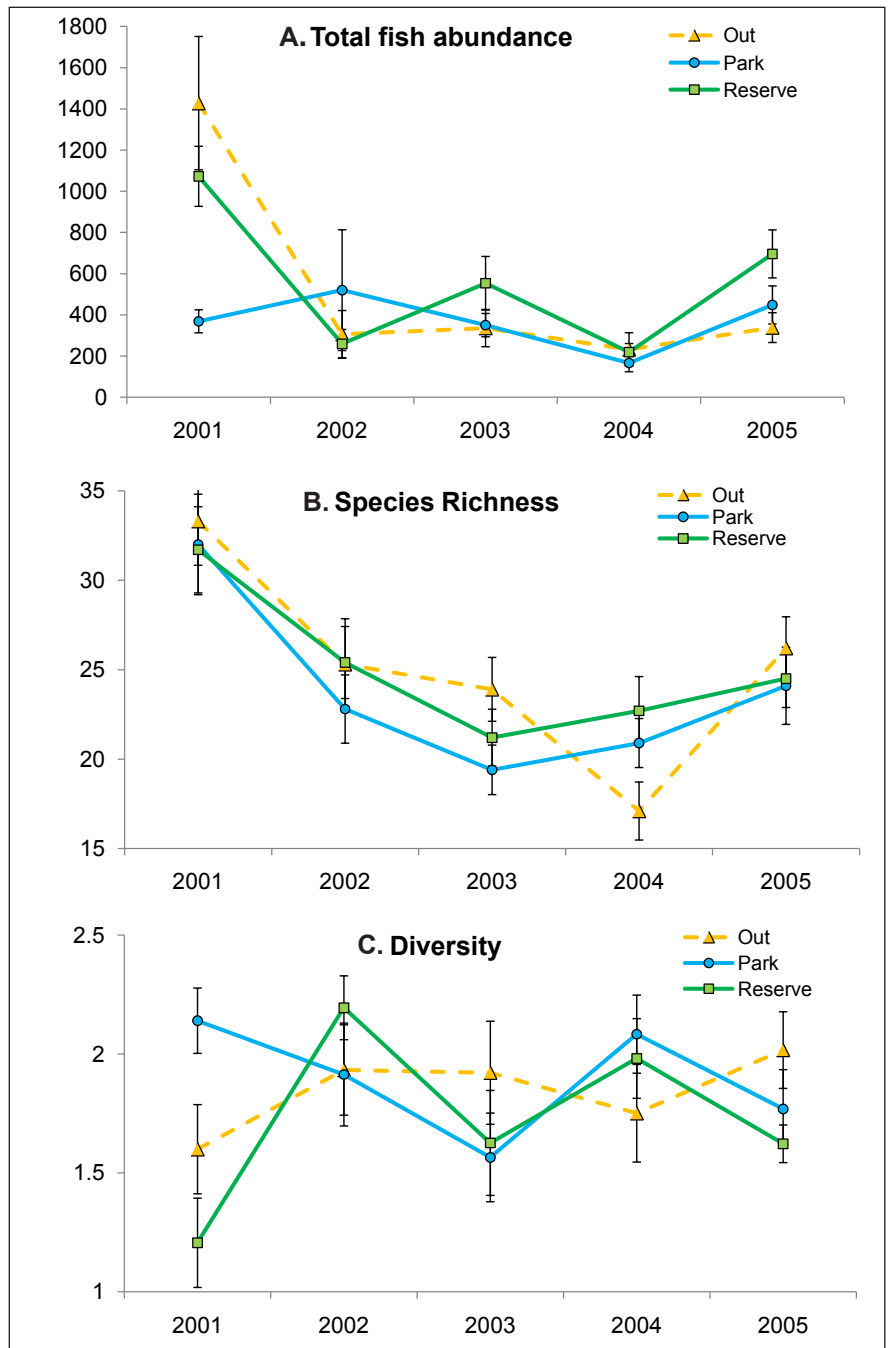 A. Total fish abundance
Out
Park
Reserve
1800
1600
1400
1200
1000
800
600
400
200
0
2001 2002 2003 2004 2005
B. Species Richness
Out
Park
Reserve
35
30
25
20
15
2001 2002 2003 2004 2005
C. Diversity
Out
Park
Reserve
2.5
2
1.5
1
2001 2002 2003 2004 2005